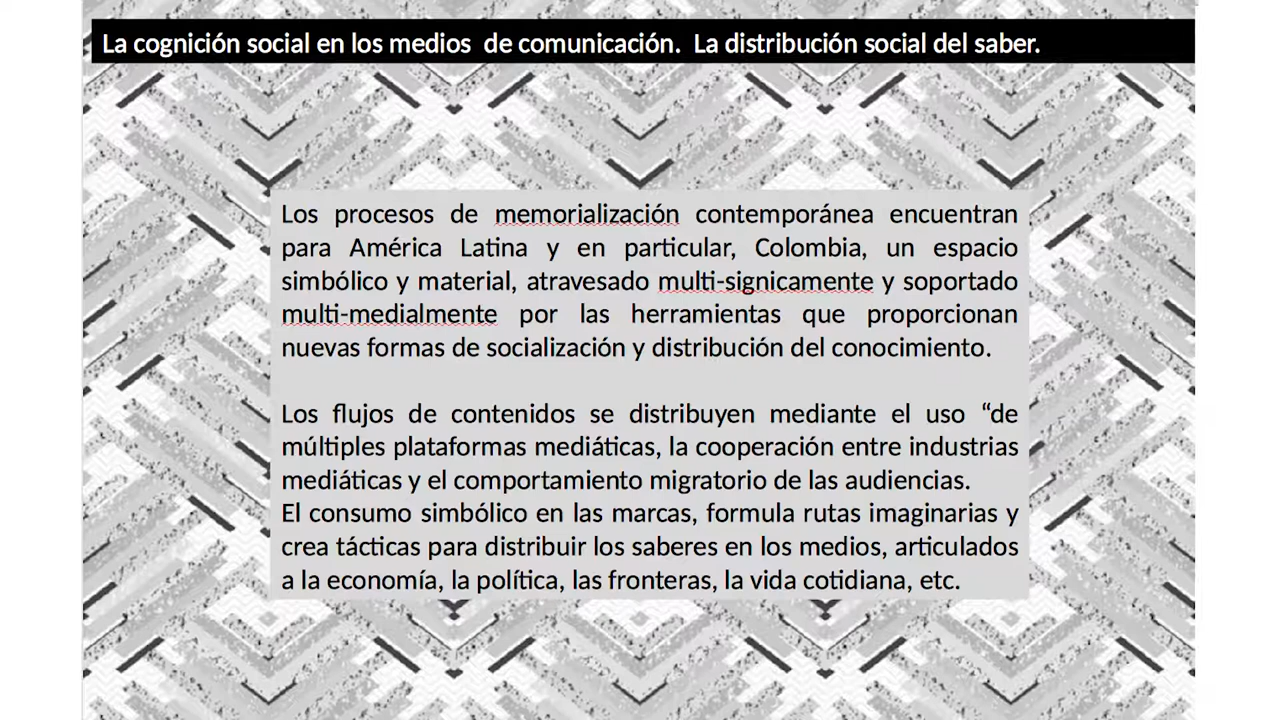 La cognición social en los medios  de comunicación.  La distribución social del saber.
Los procesos de memorialización contemporánea encuentran
para América Latina y en particular, Colombia, un espacio
simbólico y material, atravesado multi-signicamente y soportado
multi-medialmente por las herramientas que proporcionan
nuevas formas de socialización y distribución del conocimiento.
Los flujos de contenidos se distribuyen mediante el uso “de
múltiples plataformas mediáticas, la cooperación entre industrias
mediáticas y el comportamiento migratorio de las audiencias.
El consumo simbólico en las marcas, formula rutas imaginarias y
crea tácticas para distribuir los saberes en los medios, articulados
a la economía, la política, las fronteras, la vida cotidiana, etc.